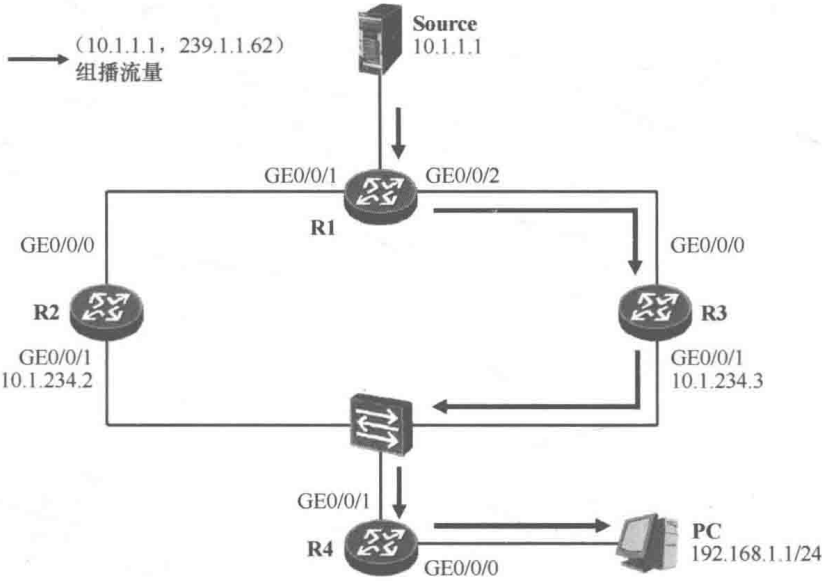 Source
10.1.1.1
(10.1.1.1，239.1.1.62)
组播流量
GE0/0/1
GE0/0/2
R1
GE0/0/0
GE0/0/0
R2
R3
GE0/0/1
10.1.234.2
GE0/0/1
10.1.234.3
GE0/0/1
R4
GE0/0/0
PC
192.168.1.1/24